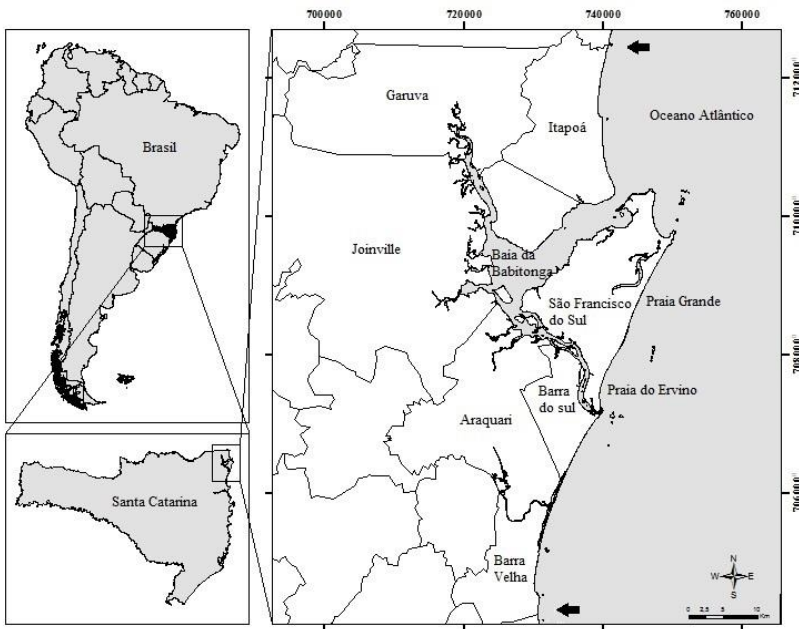 700000
720000
740000
760000
Brasil
Garuva
Itapoá
Oceano Atlântico
Joinville
Baia da
Babitonga
São Francisco
do Sul
Praia Grande
Barra
do sul
Praia do Ervino
Araquari
Barra
Velha
Santa Catarina
N
W
E
S
0 2,5 5 10
Km